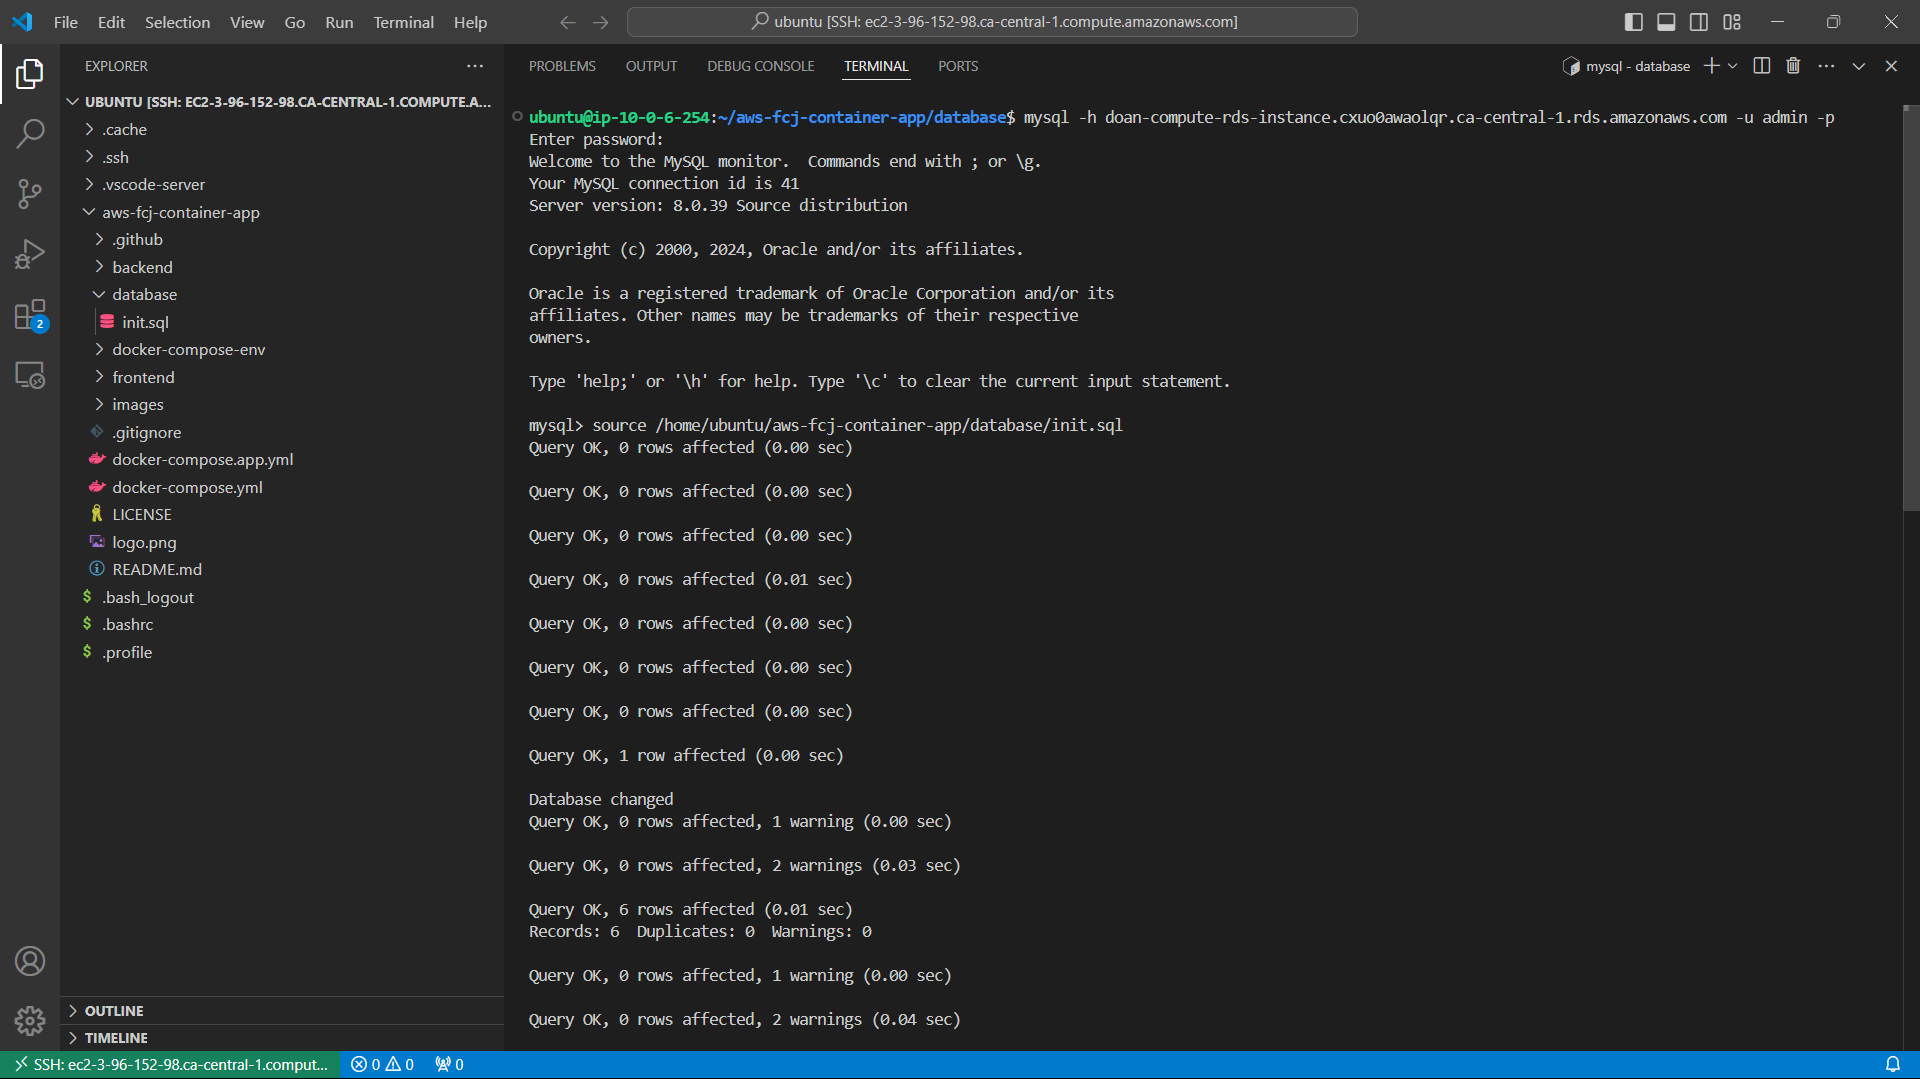 File Edit Selection View Go Run Terminal Help
ubuntu [SSH: ec2-3-96-152-98.ca-central-1.compute.amazonaws.com]
EXPLORER
UBUNTU [SSH: EC2-3-96-152-98.CA-CENTRAL-1.COMPUTE.A...
.cache
.ssh
.vscode-server
aws-fcj-container-app
.github
backend
database
init.sql
docker-compose-env
frontend
images
.gitignore
docker-compose.app.yml
docker-compose.yml
LICENSE
logo.png
README.md
$ .bash_logout
$ .bashrc
$ .profile
OUTLINE
TIMELINE
2
PROBLEMS OUTPUT DEBUG CONSOLE TERMINAL PORTS
mysql - database
ubuntu@ip-10-0-6-254:~/aws-fcj-container-app/database$ mysql -h doan-compute-rds-instance.cxuo0awaolqr.ca-central-1.rds.amazonaws.com -u admin -p
Enter password:
Welcome to the MySQL monitor.  Commands end with ; or \g.
Your MySQL connection id is 41
Server version: 8.0.39 Source distribution
Copyright (c) 2000, 2024, Oracle and/or its affiliates.
Oracle is a registered trademark of Oracle Corporation and/or its
affiliates. Other names may be trademarks of their respective
owners.
Type 'help;' or '\h' for help. Type '\c' to clear the current input statement.
mysql> source /home/ubuntu/aws-fcj-container-app/database/init.sql
Query OK, 0 rows affected (0.00 sec)
Query OK, 0 rows affected (0.00 sec)
Query OK, 0 rows affected (0.00 sec)
Query OK, 0 rows affected (0.01 sec)
Query OK, 0 rows affected (0.00 sec)
Query OK, 0 rows affected (0.00 sec)
Query OK, 0 rows affected (0.00 sec)
Query OK, 1 row affected (0.00 sec)
Database changed
Query OK, 0 rows affected, 1 warning (0.00 sec)
Query OK, 0 rows affected, 2 warnings (0.03 sec)
Query OK, 6 rows affected (0.01 sec)
Records: 6  Duplicates: 0  Warnings: 0
Query OK, 0 rows affected, 1 warning (0.00 sec)
Query OK, 0 rows affected, 2 warnings (0.04 sec)
SSH: ec2-3-96-152-98.ca-central-1.comput... 0 0 0